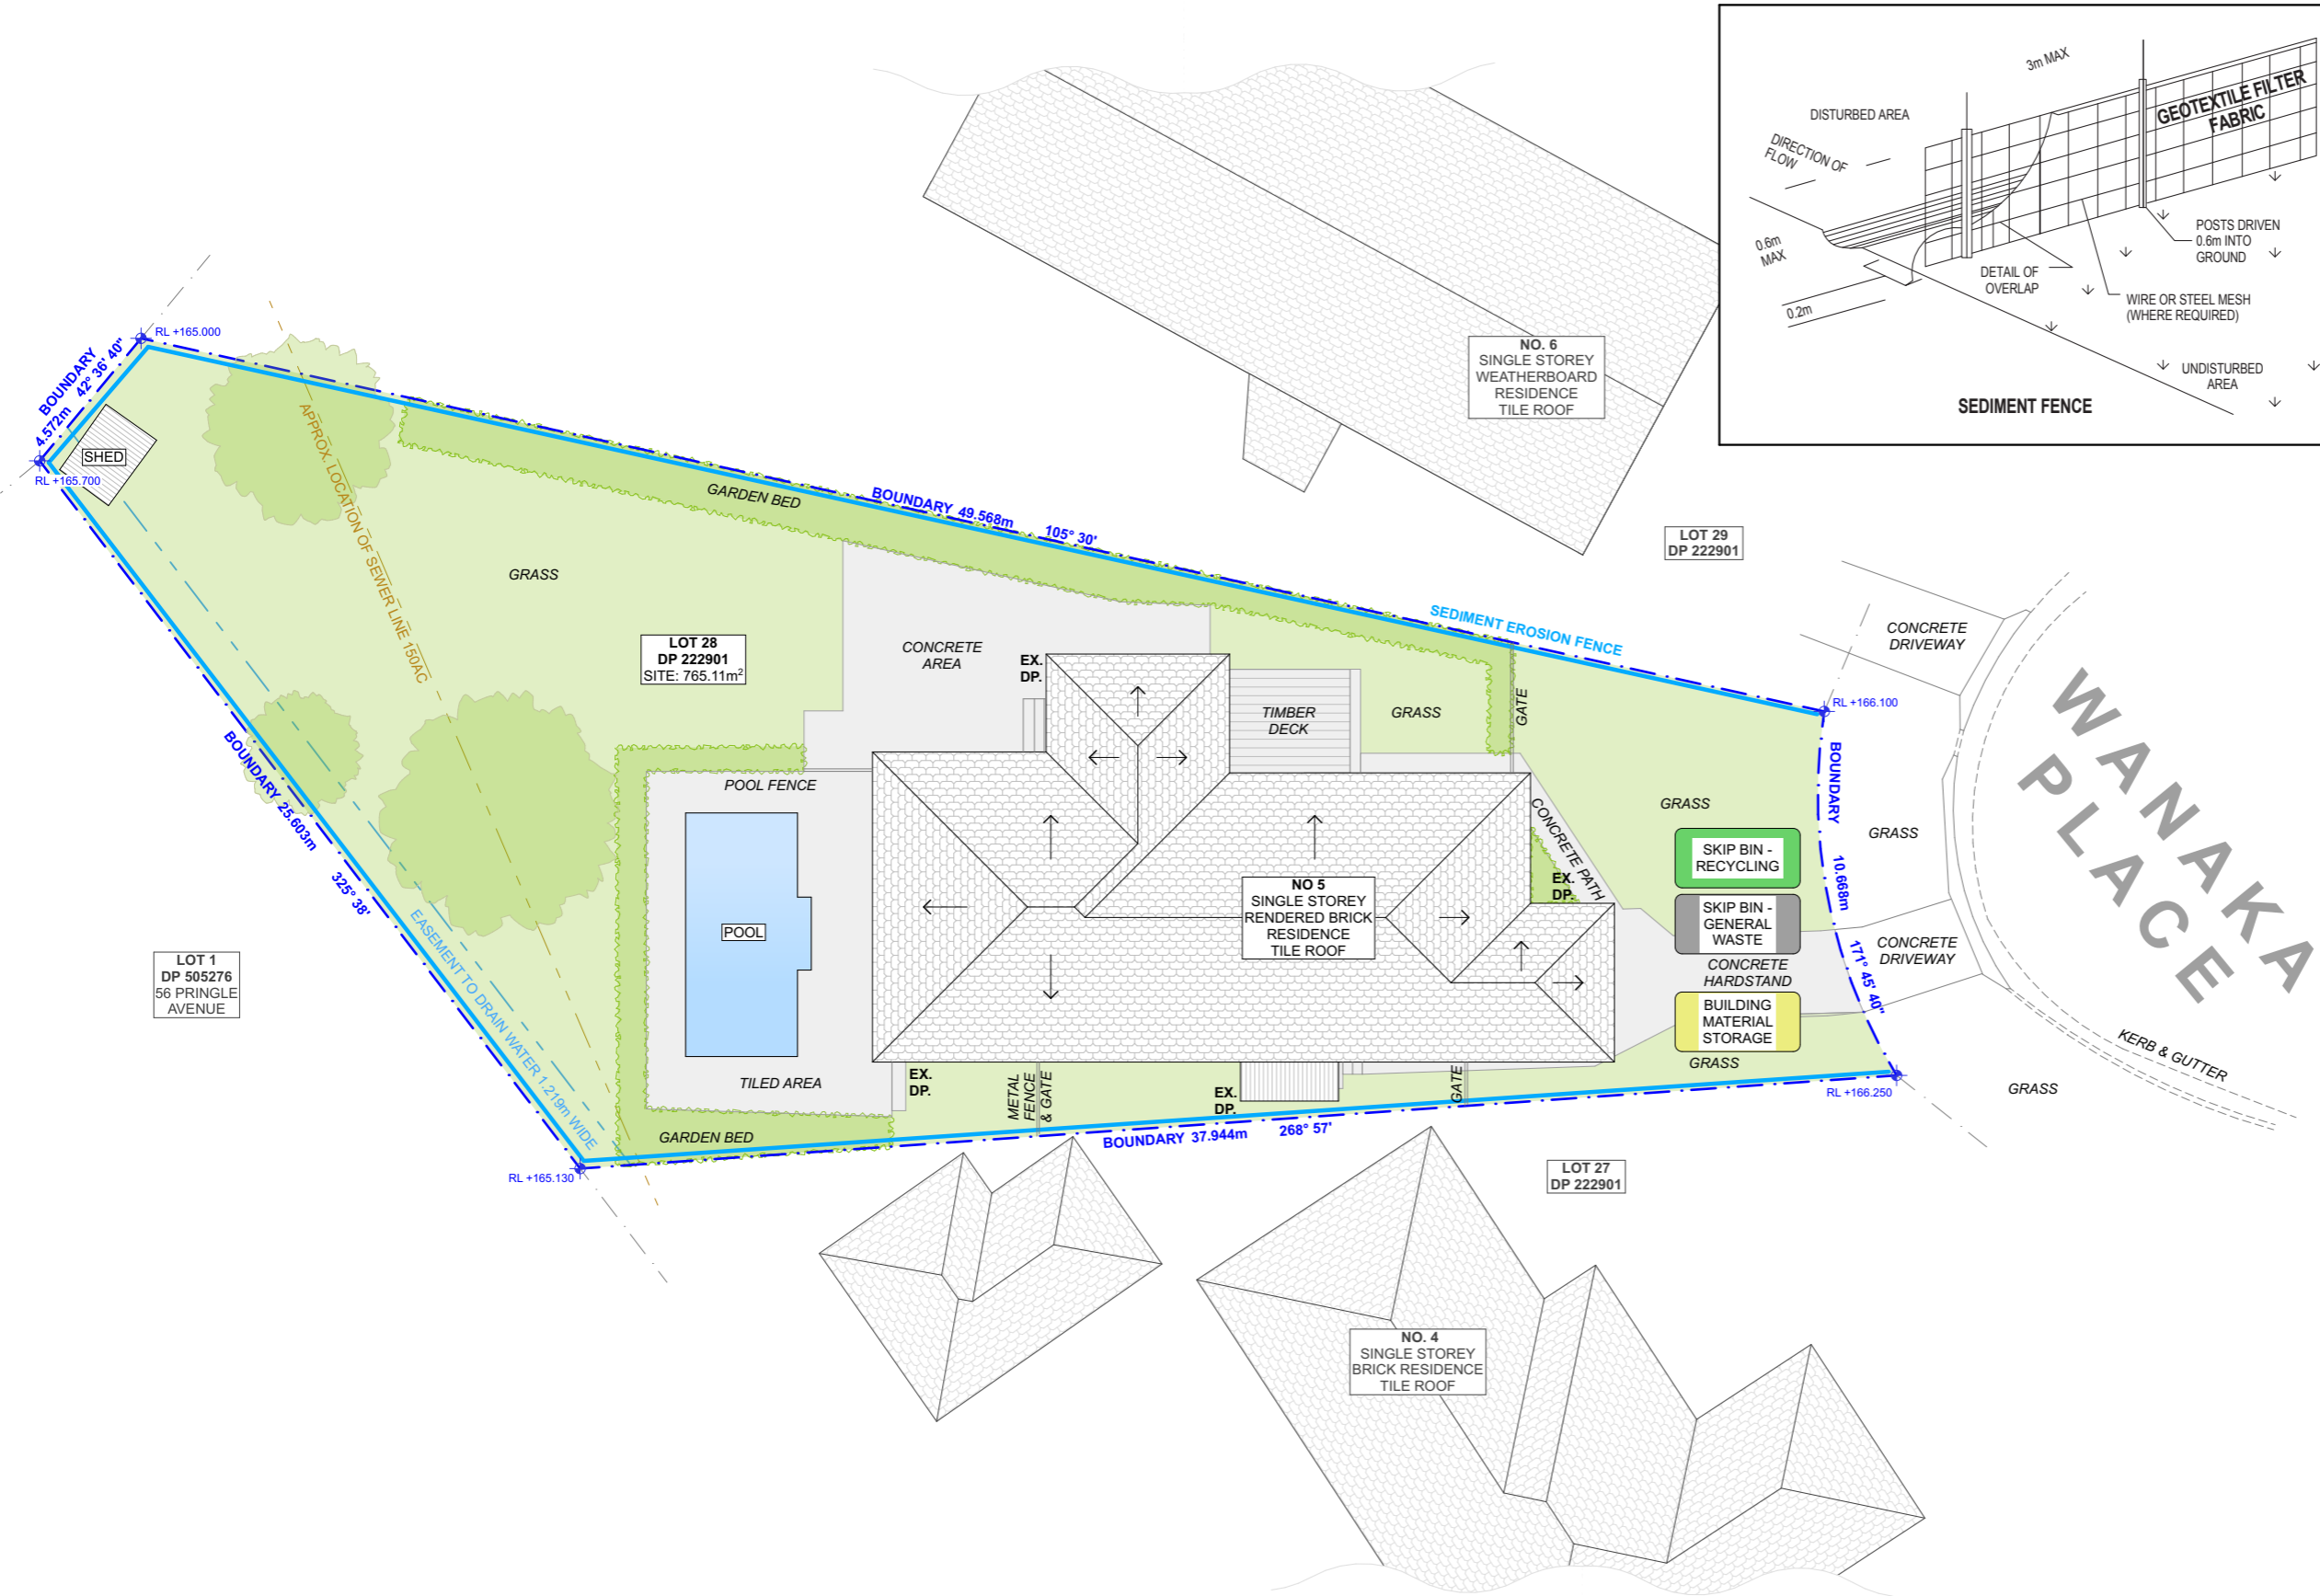 3m MAX
DISTURBED AREA
GEOTEXTILE FILTER
FABRIC
DIRECTION OF
FLOW
0.6m
MAX
0.2m
POSTS DRIVEN
0.6m INTO
GROUND
DETAIL OF
OVERLAP
WIRE OR STEEL MESH
(WHERE REQUIRED)
UNDISTURBED
AREA
SEDIMENT FENCE
RL +165.000
BOUNDARY
4.572m 42° 36' 40"
SHED
RL +165.700
APPROX. LOCATION OF SEWER LINE 150AC
GARDEN BED
BOUNDARY 49.568m 105° 30'
NO. 6
SINGLE STOREY
WEATHERBOARD
RESIDENCE
TILE ROOF
LOT 29
DP 222901
GRASS
LOT 28
DP 222901
SITE: 765.11m²
CONCRETE
AREA
EX.
DP.
SEDIMENT EROSION FENCE
CONCRETE
DRIVEWAY
TIMBER
DECK
GRASS
GATE
RL +166.100
WANAKA
PLACE
BOUNDARY 25.603m 325° 38'
POOL FENCE
POOL
TILED AREA
EASEMENT TO DRAIN WATER 1.219m WIDE
CONCRETE PATH
GRASS
BOUNDARY 10.668m 171° 45' 40"
GRASS
SKIP BIN -
RECYCLING
EX.
DP.
NO 5
SINGLE STOREY
RENDERED BRICK
RESIDENCE
TILE ROOF
SKIP BIN -
GENERAL
WASTE
CONCRETE
DRIVEWAY
CONCRETE
HARDSTAND
BUILDING
MATERIAL
STORAGE
GRASS
LOT 1
DP 505276
56 PRINGLE
AVENUE
EX.
DP.
METAL
FENCE
& GATE
EX.
DP.
GATE
KERB & GUTTER
GRASS
RL +166.250
GARDEN BED
BOUNDARY 37.944m 268° 57'
RL +165.130
LOT 27
DP 222901
NO. 4
SINGLE STOREY
BRICK RESIDENCE
TILE ROOF